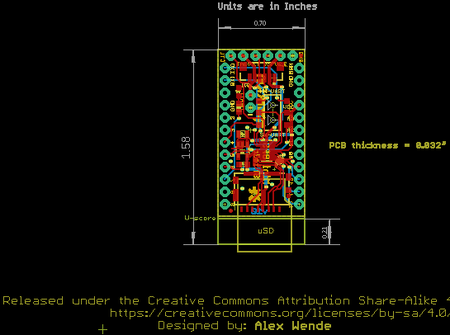 Units are in Inches
0.70
1.58
PCB thickness = 0.032"
U-score
uSD
0.21
Released under the Creative Commons Attribution Share-Alike 4
https://creativecommons.org/licenses/by-sa/4.0/
Designed by: Alex Wende